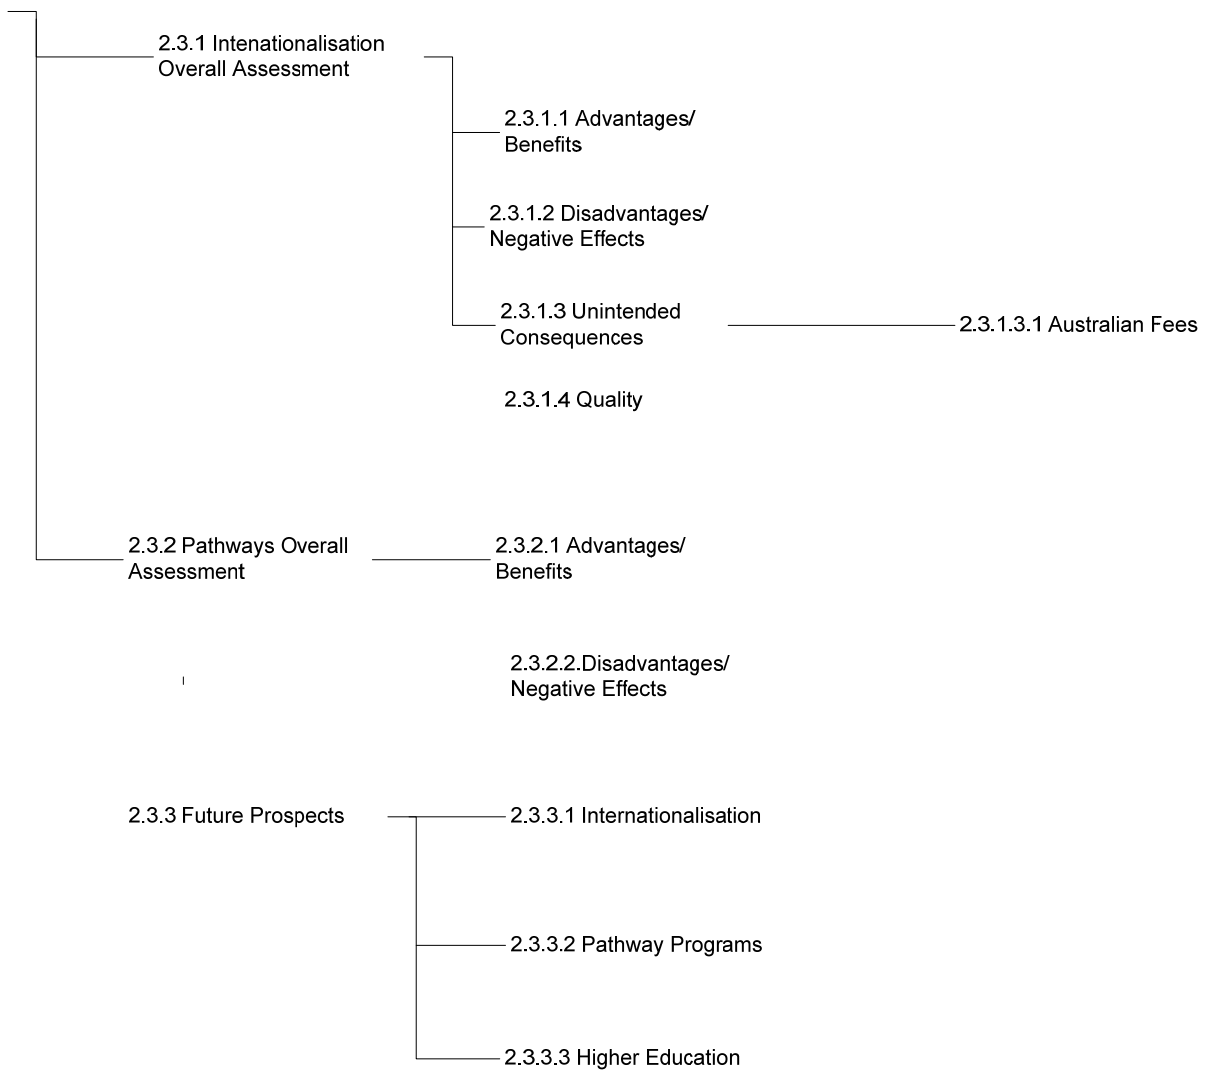 2.3.1 Intenationalisation
Overall Assessment
2.3.1.1 Advantages/
Benefits
2.3.1.2 Disadvantages/
Negative Effects
2.3.1.3 Unintended
Consequences
2.3.1.3.1 Australian Fees
2.3.1.4 Quality
2.3.2 Pathways Overall
Assessment
2.3.2.1 Advantages/
Benefits
2.3.2.2.Disadvantages/
Negative Effects
2.3.3 Future Prospects
2.3.3.1 Internationalisation
2.3.3.2 Pathway Programs
2.3.3.3 Higher Education